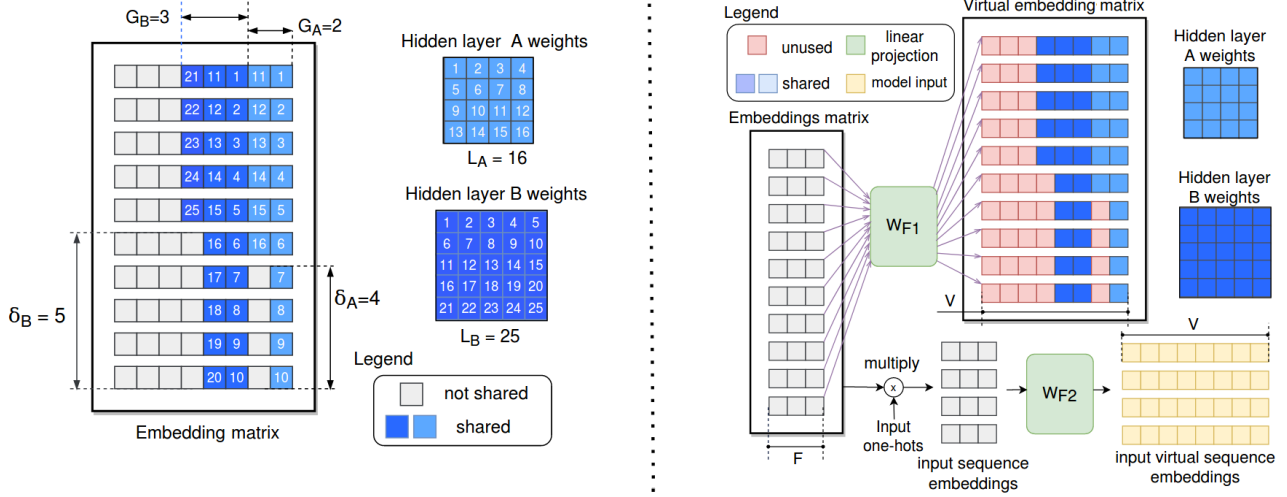 G_B=3
G_A=2
21 11 1 11 1
22 12 2 12 2
23 13 3 13 3
24 14 4 14 4
25 15 5 15 5
16 6 16 6
17 7 7
18 8 8
19 9 9
20 10 10
δ_B = 5
δ_A=4
Embedding matrix
Hidden layer A weights
1 2 3 4
5 6 7 8
9 10 11 12
13 14 15 16
L_A = 16
Hidden layer B weights
1 2 3 4 5
6 7 8 9 10
11 12 13 14 15
16 17 18 19 20
21 22 23 24 25
L_B = 25
Legend
not shared
shared
Legend
unused
linear
projection
shared
model input
Virtual embedding matrix
Hidden layer
A weights
Hidden layer
B weights
Embeddings matrix
W_F1
V
F
multiply
x
Input
one-hots
input sequence
embeddings
W_F2
V
input virtual sequence
embeddings